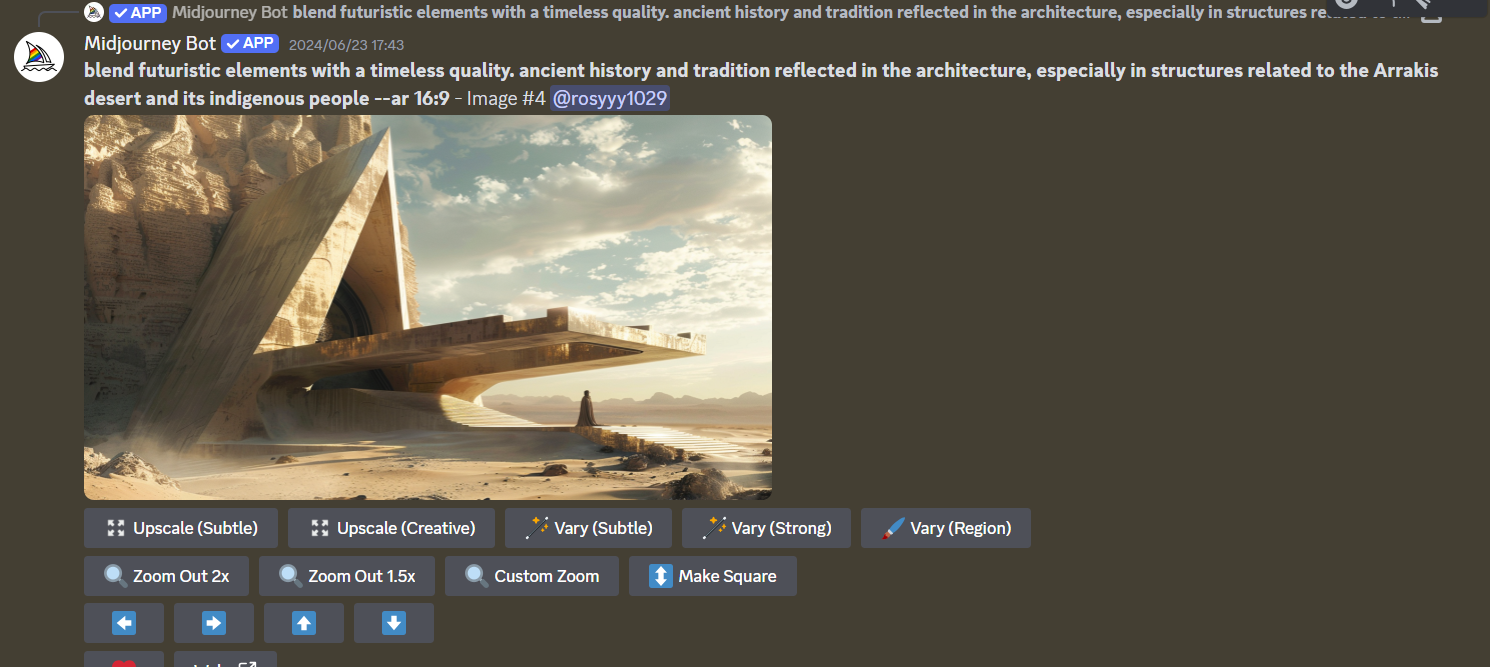 APP Midjourney Bot blend futuristic elements with a timeless quality. ancient history and tradition reflected in the architecture, especially in structures
Midjourney Bot APP 2024/06/23 17:43
blend futuristic elements with a timeless quality. ancient history and tradition reflected in the architecture, especially in structures related to the Arrakis
desert and its indigenous people --ar 16:9 - Image #4 @rosyyy1029
Upscale (Subtle) Upscale (Creative) Vary (Subtle) Vary (Strong) Vary (Region)
Zoom Out 2x Zoom Out 1.5x Custom Zoom Make Square